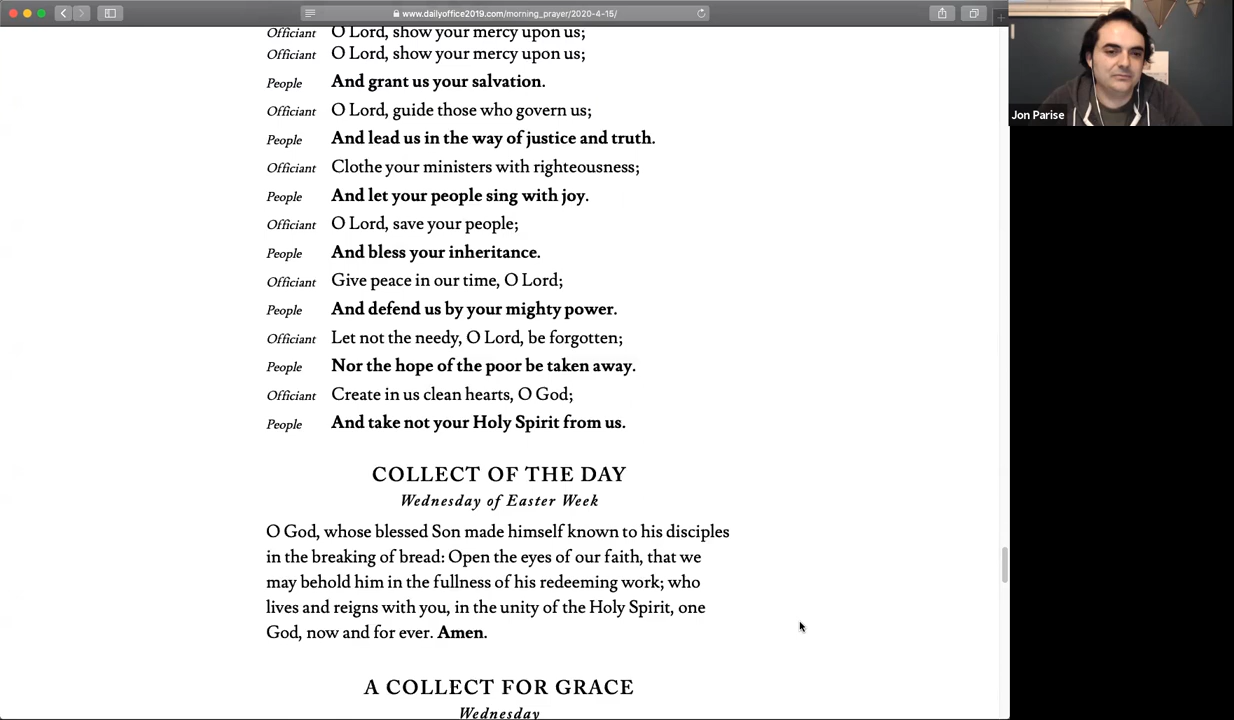 www.dailyoffice2019.com/morning_prayer/2020-4-15/
Officiant O Lord, show your mercy upon us;
Officiant O Lord, show your mercy upon us;
People And grant us your salvation.
Officiant O Lord, guide those who govern us;
People And lead us in the way of justice and truth.
Officiant Clothe your ministers with righteousness;
People And let your people sing with joy.
Officiant O Lord, save your people;
People And bless your inheritance.
Officiant Give peace in our time, O Lord;
People And defend us by your mighty power.
Officiant Let not the needy, O Lord, be forgotten;
People Nor the hope of the poor be taken away.
Officiant Create in us clean hearts, O God;
People And take not your Holy Spirit from us.
COLLECT OF THE DAY
Wednesday of Easter Week
O God, whose blessed Son made himself known to his disciples
in the breaking of bread: Open the eyes of our faith, that we
may behold him in the fullness of his redeeming work; who
lives and reigns with you, in the unity of the Holy Spirit, one
God, now and for ever. Amen.
A COLLECT FOR GRACE
Wednesday
Jon Parise